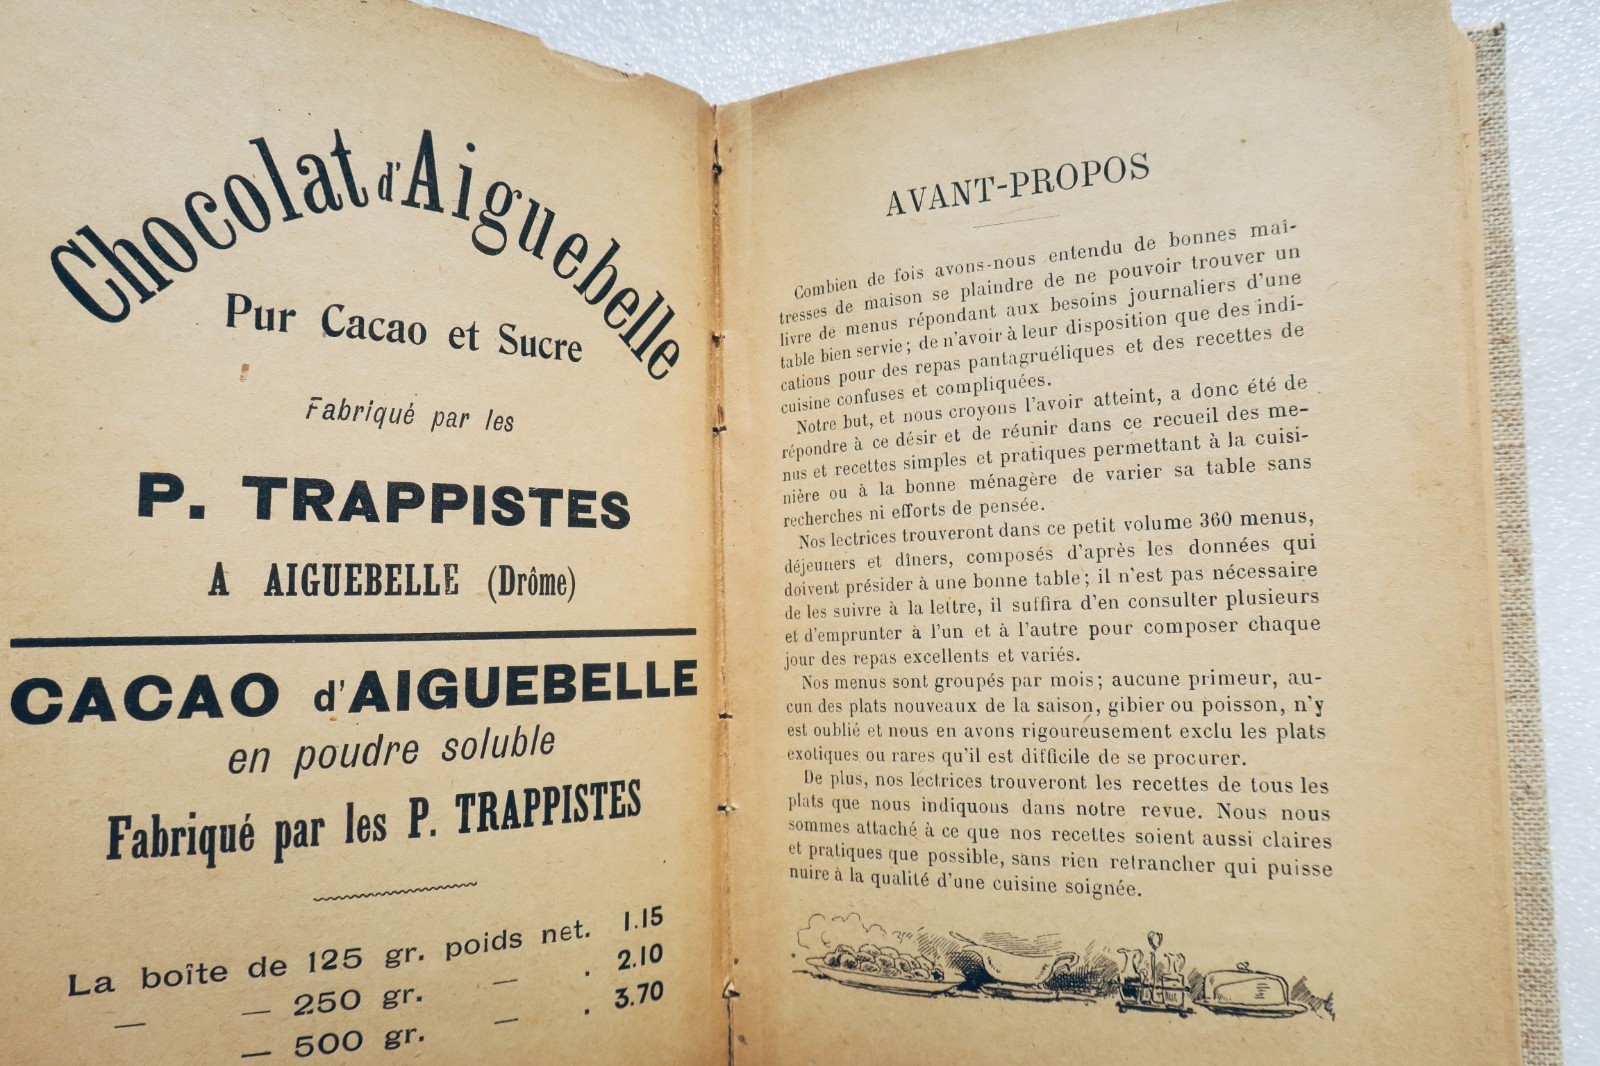 Chocolat d'Aiguebelle
Pur Cacao et Sucre
Fabriqué par les
P. TRAPPISTES
A AIGUEBELLE (Drôme)
CACAO d'AIGUEBELLE
en poudre soluble
Fabriqué par les P. TRAPPISTES
La boîte de 125 gr. poids net. 1.15
— — 250 gr. — . 2.10
— 500 gr. — . 3.70
AVANT-PROPOS
Combien de fois avons-nous entendu de bonnes maî-
tresses de maison se plaindre de ne pouvoir trouver un
livre de menus répondant aux besoins journaliers d'une
table bien servie ; de n'avoir à leur disposition que des indi-
cations pour des repas pantagruéliques et des recettes de
cuisine confuses et compliquées.
Notre but, et nous croyons l'avoir atteint, a donc été de
répondre à ce désir et de réunir dans ce recueil des me-
nus et recettes simples et pratiques permettant à la cuisi-
nière ou à la bonne ménagère de varier sa table sans
recherches ni efforts de pensée.
Nos lectrices trouveront dans ce petit volume 360 menus,
déjeuners et dîners, composés d'après les données qui
doivent présider à une bonne table ; il n'est pas nécessaire
de les suivre à la lettre, il suffira d'en consulter plusieurs
et d'emprunter à l'un et à l'autre pour composer chaque
jour des repas excellents et variés.
Nos menus sont groupés par mois ; aucune primeur, au-
cun des plats nouveaux de la saison, gibier ou poisson, n'y
est oublié et nous en avons rigoureusement exclu les plats
exotiques ou rares qu'il est difficile de se procurer.
De plus, nos lectrices trouveront les recettes de tous les
plats que nous indiquons dans notre revue. Nous nous
sommes attaché à ce que nos recettes soient aussi claires
et pratiques que possible, sans rien retrancher qui puisse
nuire à la qualité d'une cuisine soignée.